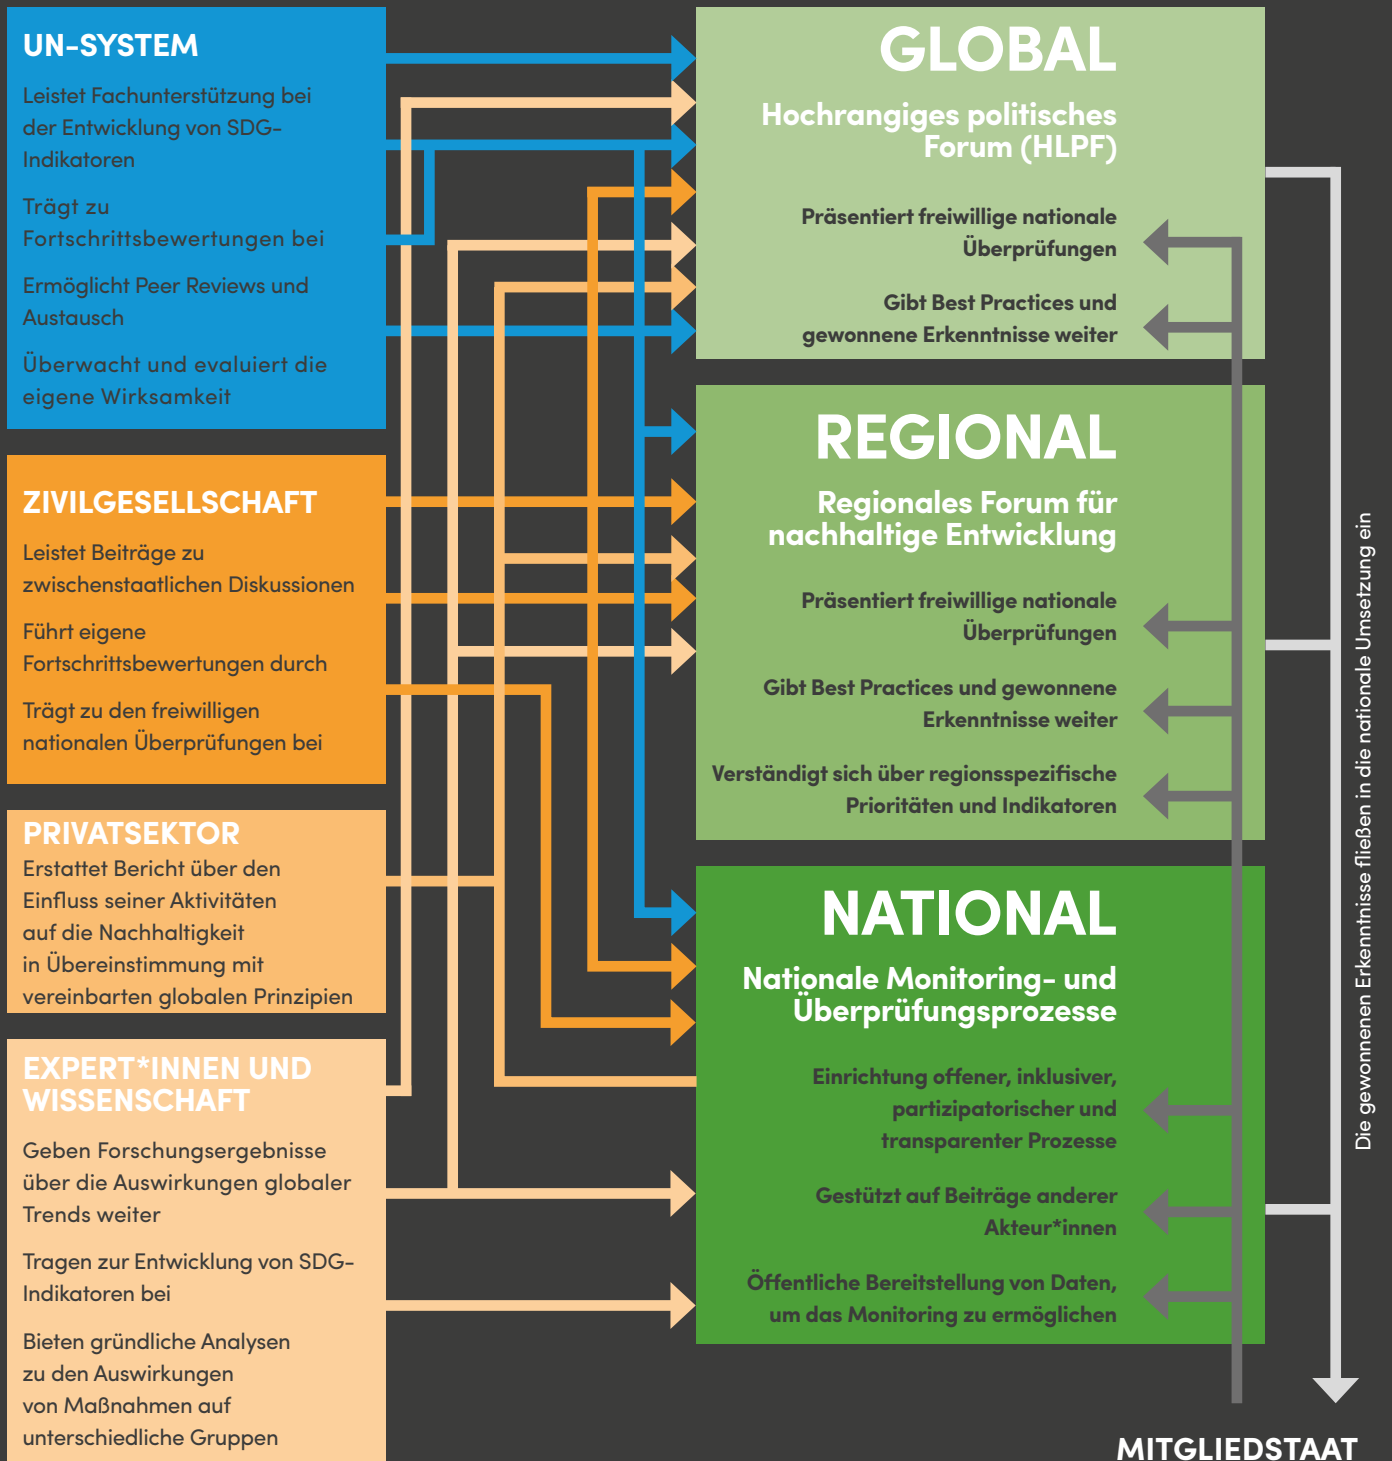 UN-SYSTEM
Leistet Fachunterstützung bei
der Entwicklung von SDG-
Indikatoren
Trägt zu
Fortschrittsbewertungen bei
Ermöglicht Peer Reviews und
Austausch
Überwacht und evaluiert die
eigene Wirksamkeit
ZIVILGESELLSCHAFT
Leistet Beiträge zu
zwischenstaatlichen Diskussionen
Führt eigene
Fortschrittsbewertungen durch
Trägt zu den freiwilligen
nationalen Überprüfungen bei
PRIVATSEKTOR
Erstattet Bericht über den
Einfluss seiner Aktivitäten
auf die Nachhaltigkeit
in Übereinstimmung mit
vereinbarten globalen Prinzipien
EXPERT*INNEN UND
WISSENSCHAFT
Geben Forschungsergebnisse
über die Auswirkungen globaler
Trends weiter
Tragen zur Entwicklung von SDG-
Indikatoren bei
Bieten gründliche Analysen
zu den Auswirkungen
von Maßnahmen auf
unterschiedliche Gruppen
GLOBAL
Hochrangiges politisches
Forum (HLPF)
Präsentiert freiwillige nationale
Überprüfungen
Gibt Best Practices und
gewonnene Erkenntnisse weiter
REGIONAL
Regionales Forum für
nachhaltige Entwicklung
Präsentiert freiwillige nationale
Überprüfungen
Gibt Best Practices und gewonnene
Erkenntnisse weiter
Verständigt sich über regionsspezifische
Prioritäten und Indikatoren
NATIONAL
Nationale Monitoring- und
Überprüfungsprozesse
Einrichtung offener, inklusiver,
partizipatorischer und
transparenter Prozesse
Gestützt auf Beiträge anderer
Akteur*innen
Öffentliche Bereitstellung von Daten,
um das Monitoring zu ermöglichen
Die gewonnenen Erkenntnisse fließen in die nationale Umsetzung ein
MITGLIEDSTAAT